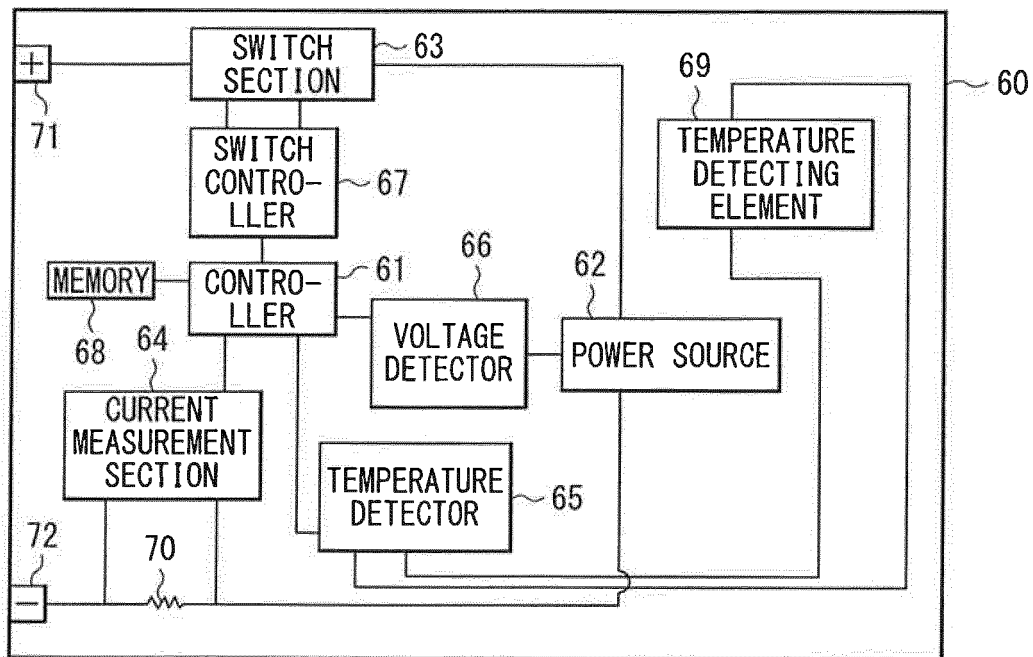 SWITCH
SECTION
63
+
71
SWITCH
CONTRO-
LLER
67
69
TEMPERATURE
DETECTING
ELEMENT
60
MEMORY
68
CONTRO-
LLER
61
66
VOLTAGE
DETECTOR
62
POWER SOURCE
64
CURRENT
MEASUREMENT
SECTION
TEMPERATURE
DETECTOR
65
72
−
70